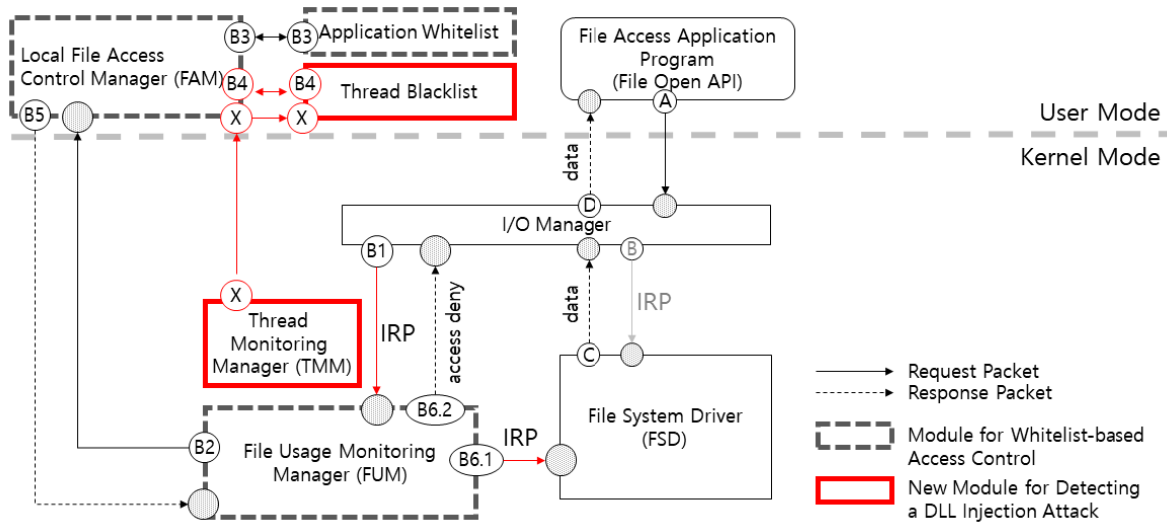 B3
B3
Application Whitelist
Local File Access
Control Manager (FAM)
B4
B4
Thread Blacklist
B5
X
X
File Access Application
Program
(File Open API)
A
User Mode
Kernel Mode
data
D
I/O Manager
B1
B
X
IRP
access deny
data
IRP
Thread
Monitoring
Manager (TMM)
C
B6.2
File System Driver
(FSD)
B2
File Usage Monitoring
Manager (FUM)
B6.1
IRP
Request Packet
Response Packet
Module for Whitelist-based
Access Control
New Module for Detecting
a DLL Injection Attack